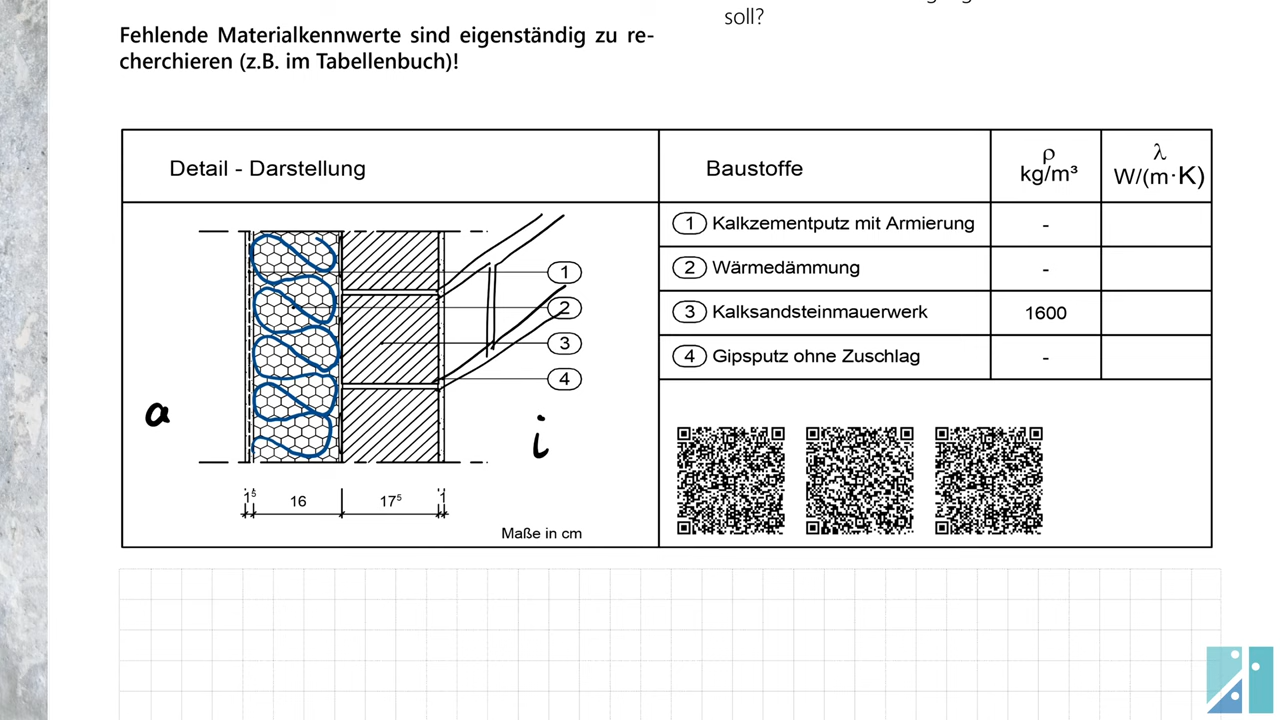 soll?
Fehlende Materialkennwerte sind eigenständig zu re-
cherchieren (z.B. im Tabellenbuch)!
Detail - Darstellung
Baustoffe
ρ
kg/m³
λ
W/(m·K)
1 Kalkzementputz mit Armierung -
2 Wärmedämmung -
3 Kalksandsteinmauerwerk 1600
4 Gipsputz ohne Zuschlag -
1
2
3
4
a
i
1⁵ 16 17⁵ 1
Maße in cm